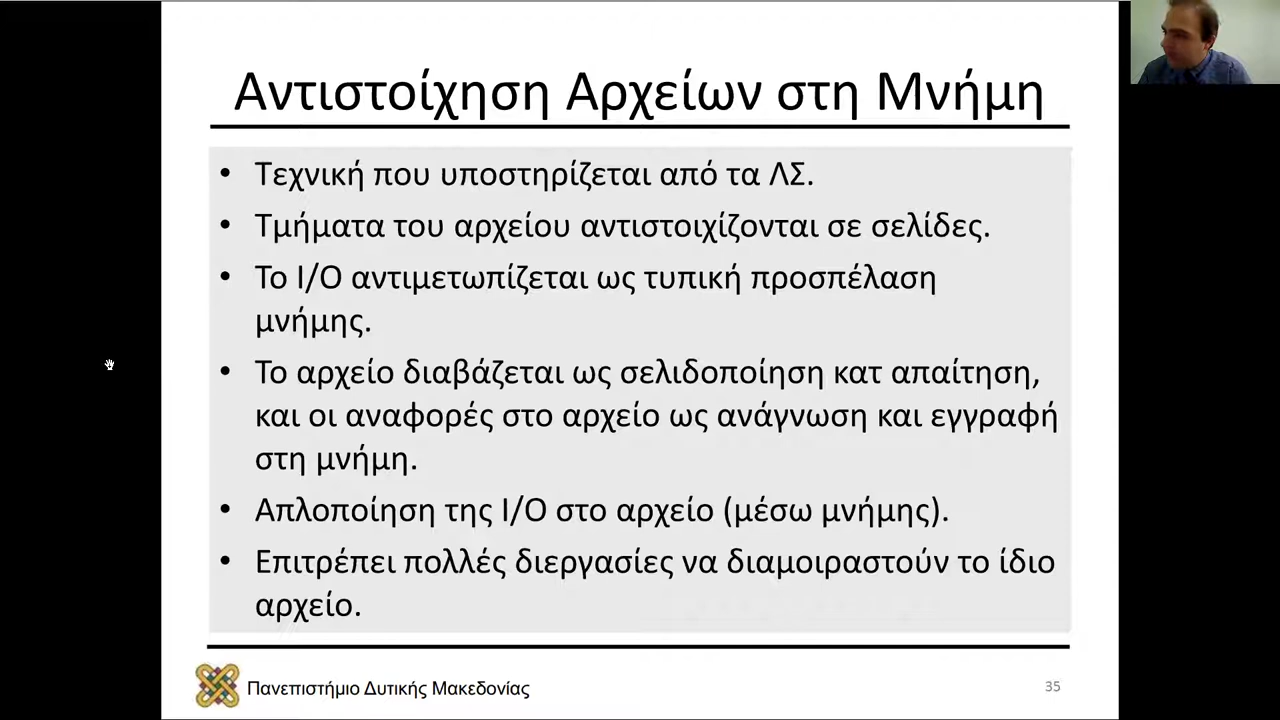 Αντιστοίχηση Αρχείων στη Μνήμη
• Τεχνική που υποστηρίζεται από τα ΛΣ.
• Τμήματα του αρχείου αντιστοιχίζονται σε σελίδες.
• Το I/O αντιμετωπίζεται ως τυπική προσπέλαση
μνήμης.
• Το αρχείο διαβάζεται ως σελιδοποίηση κατ απαίτηση,
και οι αναφορές στο αρχείο ως ανάγνωση και εγγραφή
στη μνήμη.
• Απλοποίηση της I/O στο αρχείο (μέσω μνήμης).
• Επιτρέπει πολλές διεργασίες να διαμοιραστούν το ίδιο
αρχείο.
Πανεπιστήμιο Δυτικής Μακεδονίας
35